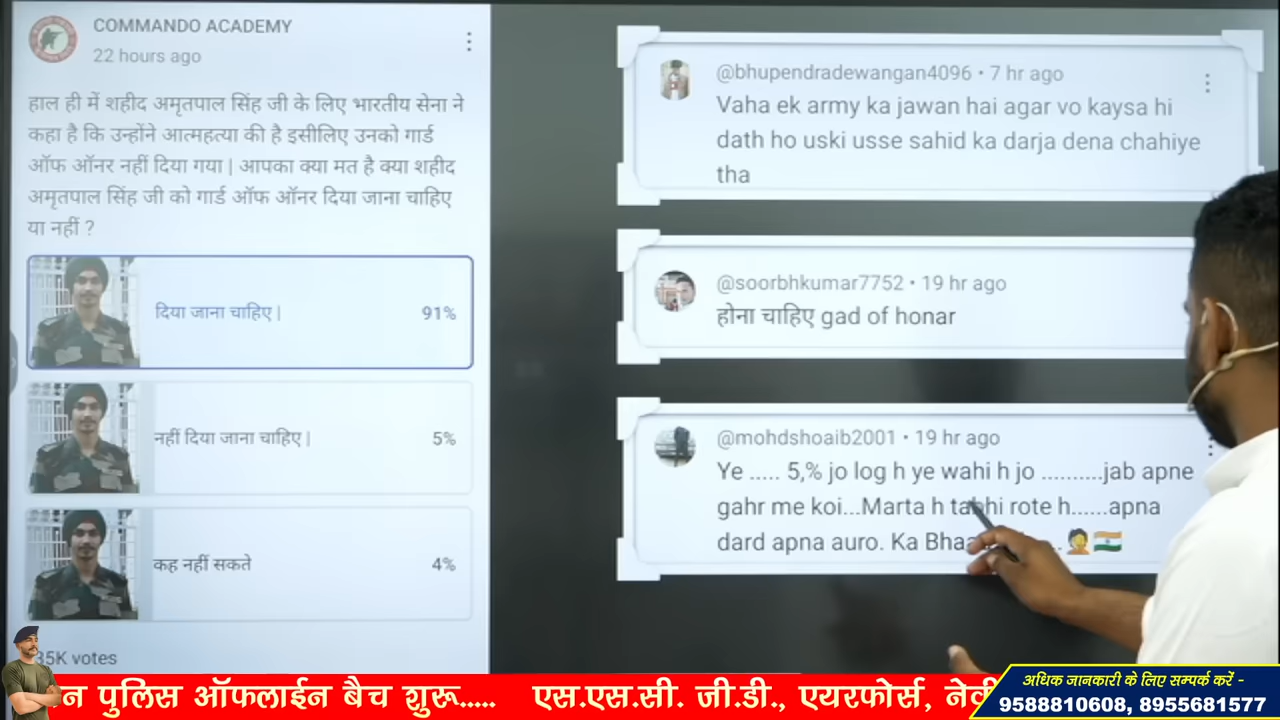 COMMANDO ACADEMY
22 hours ago
हाल ही में शहीद अमृतपाल सिंह जी के लिए भारतीय सेना ने
कहा है कि उन्होंने आत्महत्या की है इसीलिए उनको गार्ड
ऑफ ऑनर नहीं दिया गया | आपका क्या मत है क्या शहीद
अमृतपाल सिंह जी को गार्ड ऑफ ऑनर दिया जाना चाहिए
या नहीं ?
दिया जाना चाहिए | 91%
नहीं दिया जाना चाहिए | 5%
कह नहीं सकते 4%
35K votes
@bhupendradewangan4096 • 7 hr ago
Vaha ek army ka jawan hai agar vo kaysa hi
dath ho uski usse sahid ka darja dena chahiye
tha
@soorbhkumar7752 • 19 hr ago
होना चाहिए gad of honar
@mohdshoaib2001 • 19 hr ago
Ye ..... 5,% jo log h ye wahi h jo ..........jab apne
gahr me koi...Marta h tabhi rote h......apna
dard apna auro. Ka
पुलिस ऑफलाईन बैच शुरू..... एस.एस.सी. जी.डी., एयरफोर्स,
अधिक जानकारी के लिए सम्पर्क करें -
9588810608, 8955681577